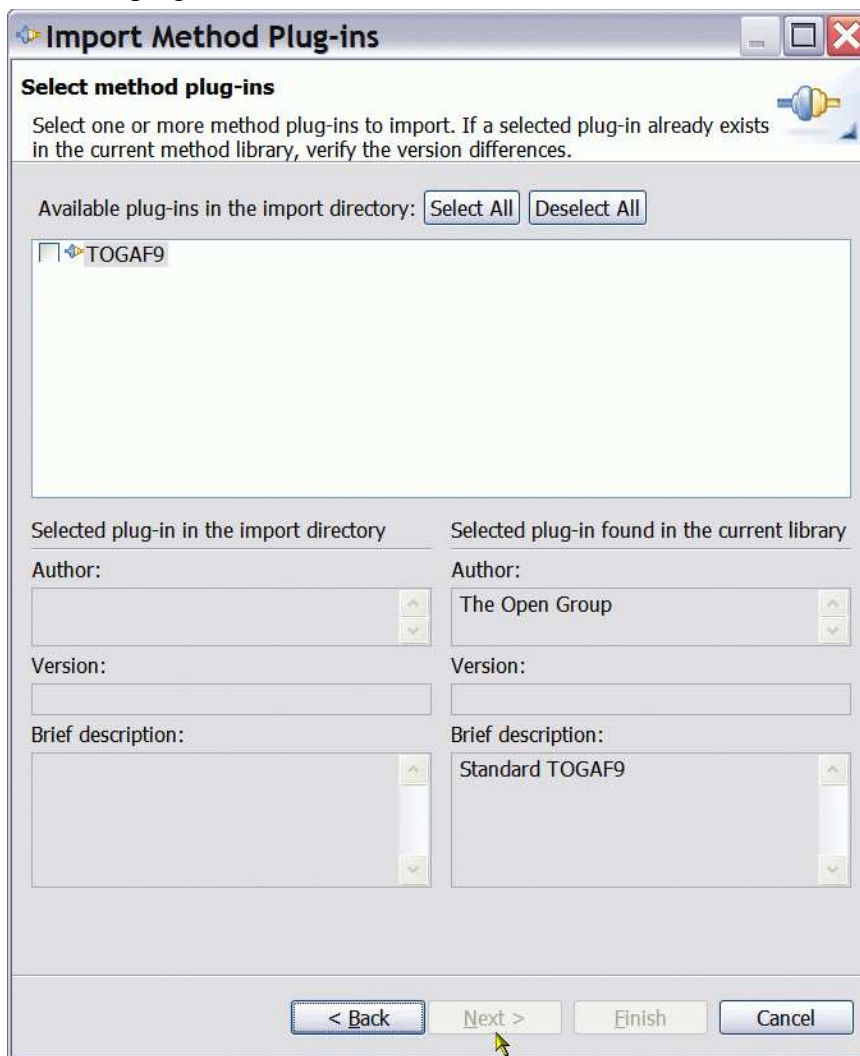 Import Method Plug-ins
Select method plug-ins
Select one or more method plug-ins to import. If a selected plug-in already exists
in the current method library, verify the version differences.
Available plug-ins in the import directory: Select All Deselect All
TOGAF9
Selected plug-in in the import directory
Author:
Version:
Brief description:
Selected plug-in found in the current library
Author:
The Open Group
Version:
Brief description:
Standard TOGAF9
< Back Next > Finish Cancel